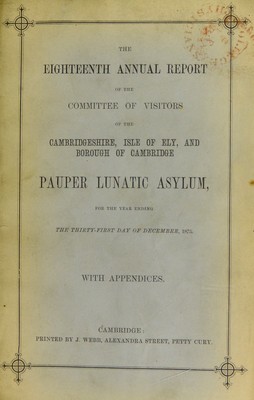 THE
EIGHTEENTH ANNUAL REPORT
OF THE
COMMITTEE OF VISITORS
OF THE
CAMBRIDGESHIRE, ISLE OF ELY, AND
BOROUGH OF CAMBRIDGE
PAUPER LUNATIC ASYLUM,
FOR THE YEAR ENDING
THE THIRTY-FIRST DAY OF DECEMBER, 1875.
WITH APPENDICES.
CAMBRIDGE:
PRINTED BY J. WEBB, ALEXANDRA STREET, PETTY CURY.